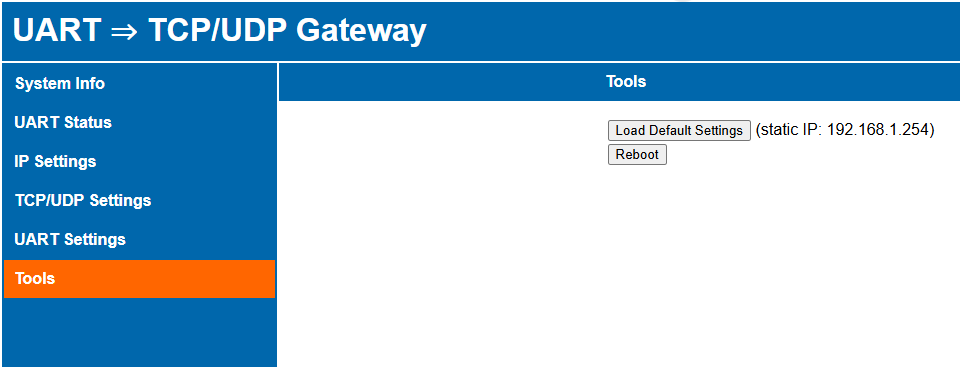 UART ⇒ TCP/UDP Gateway
System Info
UART Status
IP Settings
TCP/UDP Settings
UART Settings
Tools
Tools
Load Default Settings (static IP: 192.168.1.254)
Reboot